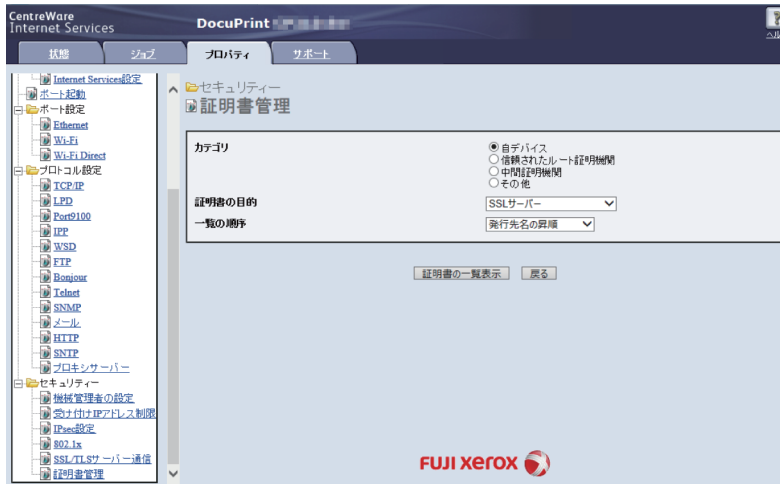 CentreWare
Internet Services
DocuPrint
ヘル
状態
ジョブ
プロパティ
サポート
Internet Services設定
ポート起動
ポート設定
Ethernet
Wi-Fi
Wi-Fi Direct
プロトコル設定
TCP/IP
LPD
Port9100
IPP
WSD
FTP
Bonjour
Telnet
SNMP
メール
HTTP
SNTP
プロキシサーバー
セキュリティー
機械管理者の設定
受け付けIPアドレス制限
IPsec設定
802.1x
SSL/TLSサーバー通信
証明書管理
セキュリティー
証明書管理
カテゴリ
自デバイス
信頼されたルート証明機関
中間証明機関
その他
証明書の目的
SSLサーバー
一覧の順序
発行先名の昇順
証明書の一覧表示
戻る
FUJI XEROX